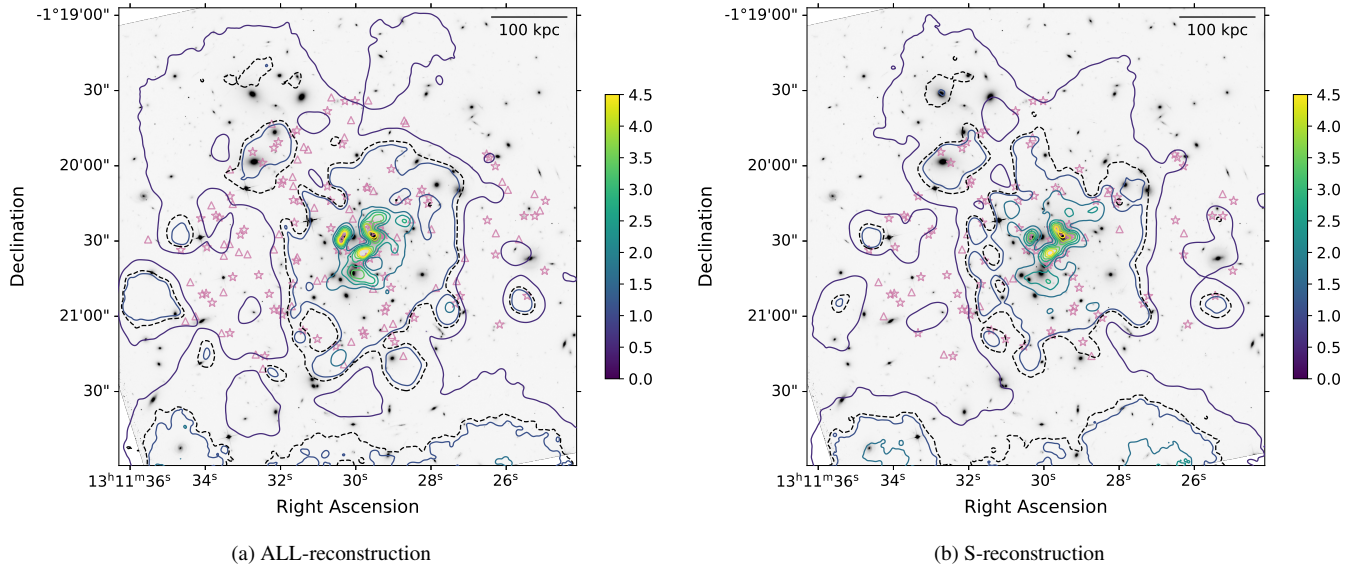 -1°19'00"
30"
20'00"
30"
21'00"
30"
Declination
100 kpc
13ʰ11ᵐ36ˢ
34ˢ
32ˢ
30ˢ
28ˢ
26ˢ
Right Ascension
4.5
4.0
3.5
3.0
2.5
2.0
1.5
1.0
0.5
0.0
(a) ALL-reconstruction
-1°19'00"
30"
20'00"
30"
21'00"
30"
Declination
100 kpc
13ʰ11ᵐ36ˢ
34ˢ
32ˢ
30ˢ
28ˢ
26ˢ
Right Ascension
4.5
4.0
3.5
3.0
2.5
2.0
1.5
1.0
0.5
0.0
(b) S-reconstruction